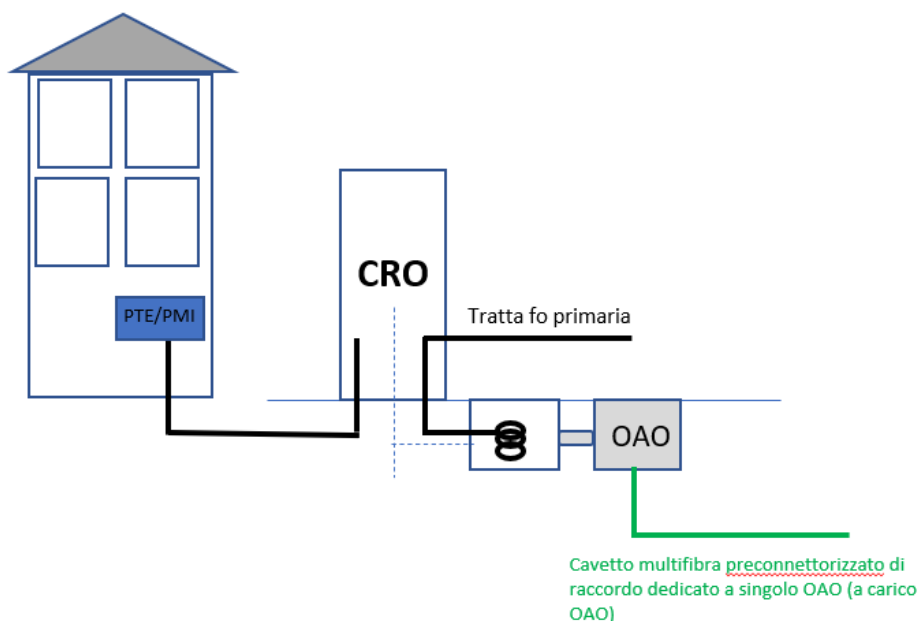 PTE/PMI
CRO
Tratta fo primaria
OAO
Cavetto multifibra preconnettorizzato di
raccordo dedicato a singolo OAO (a carico
OAO)